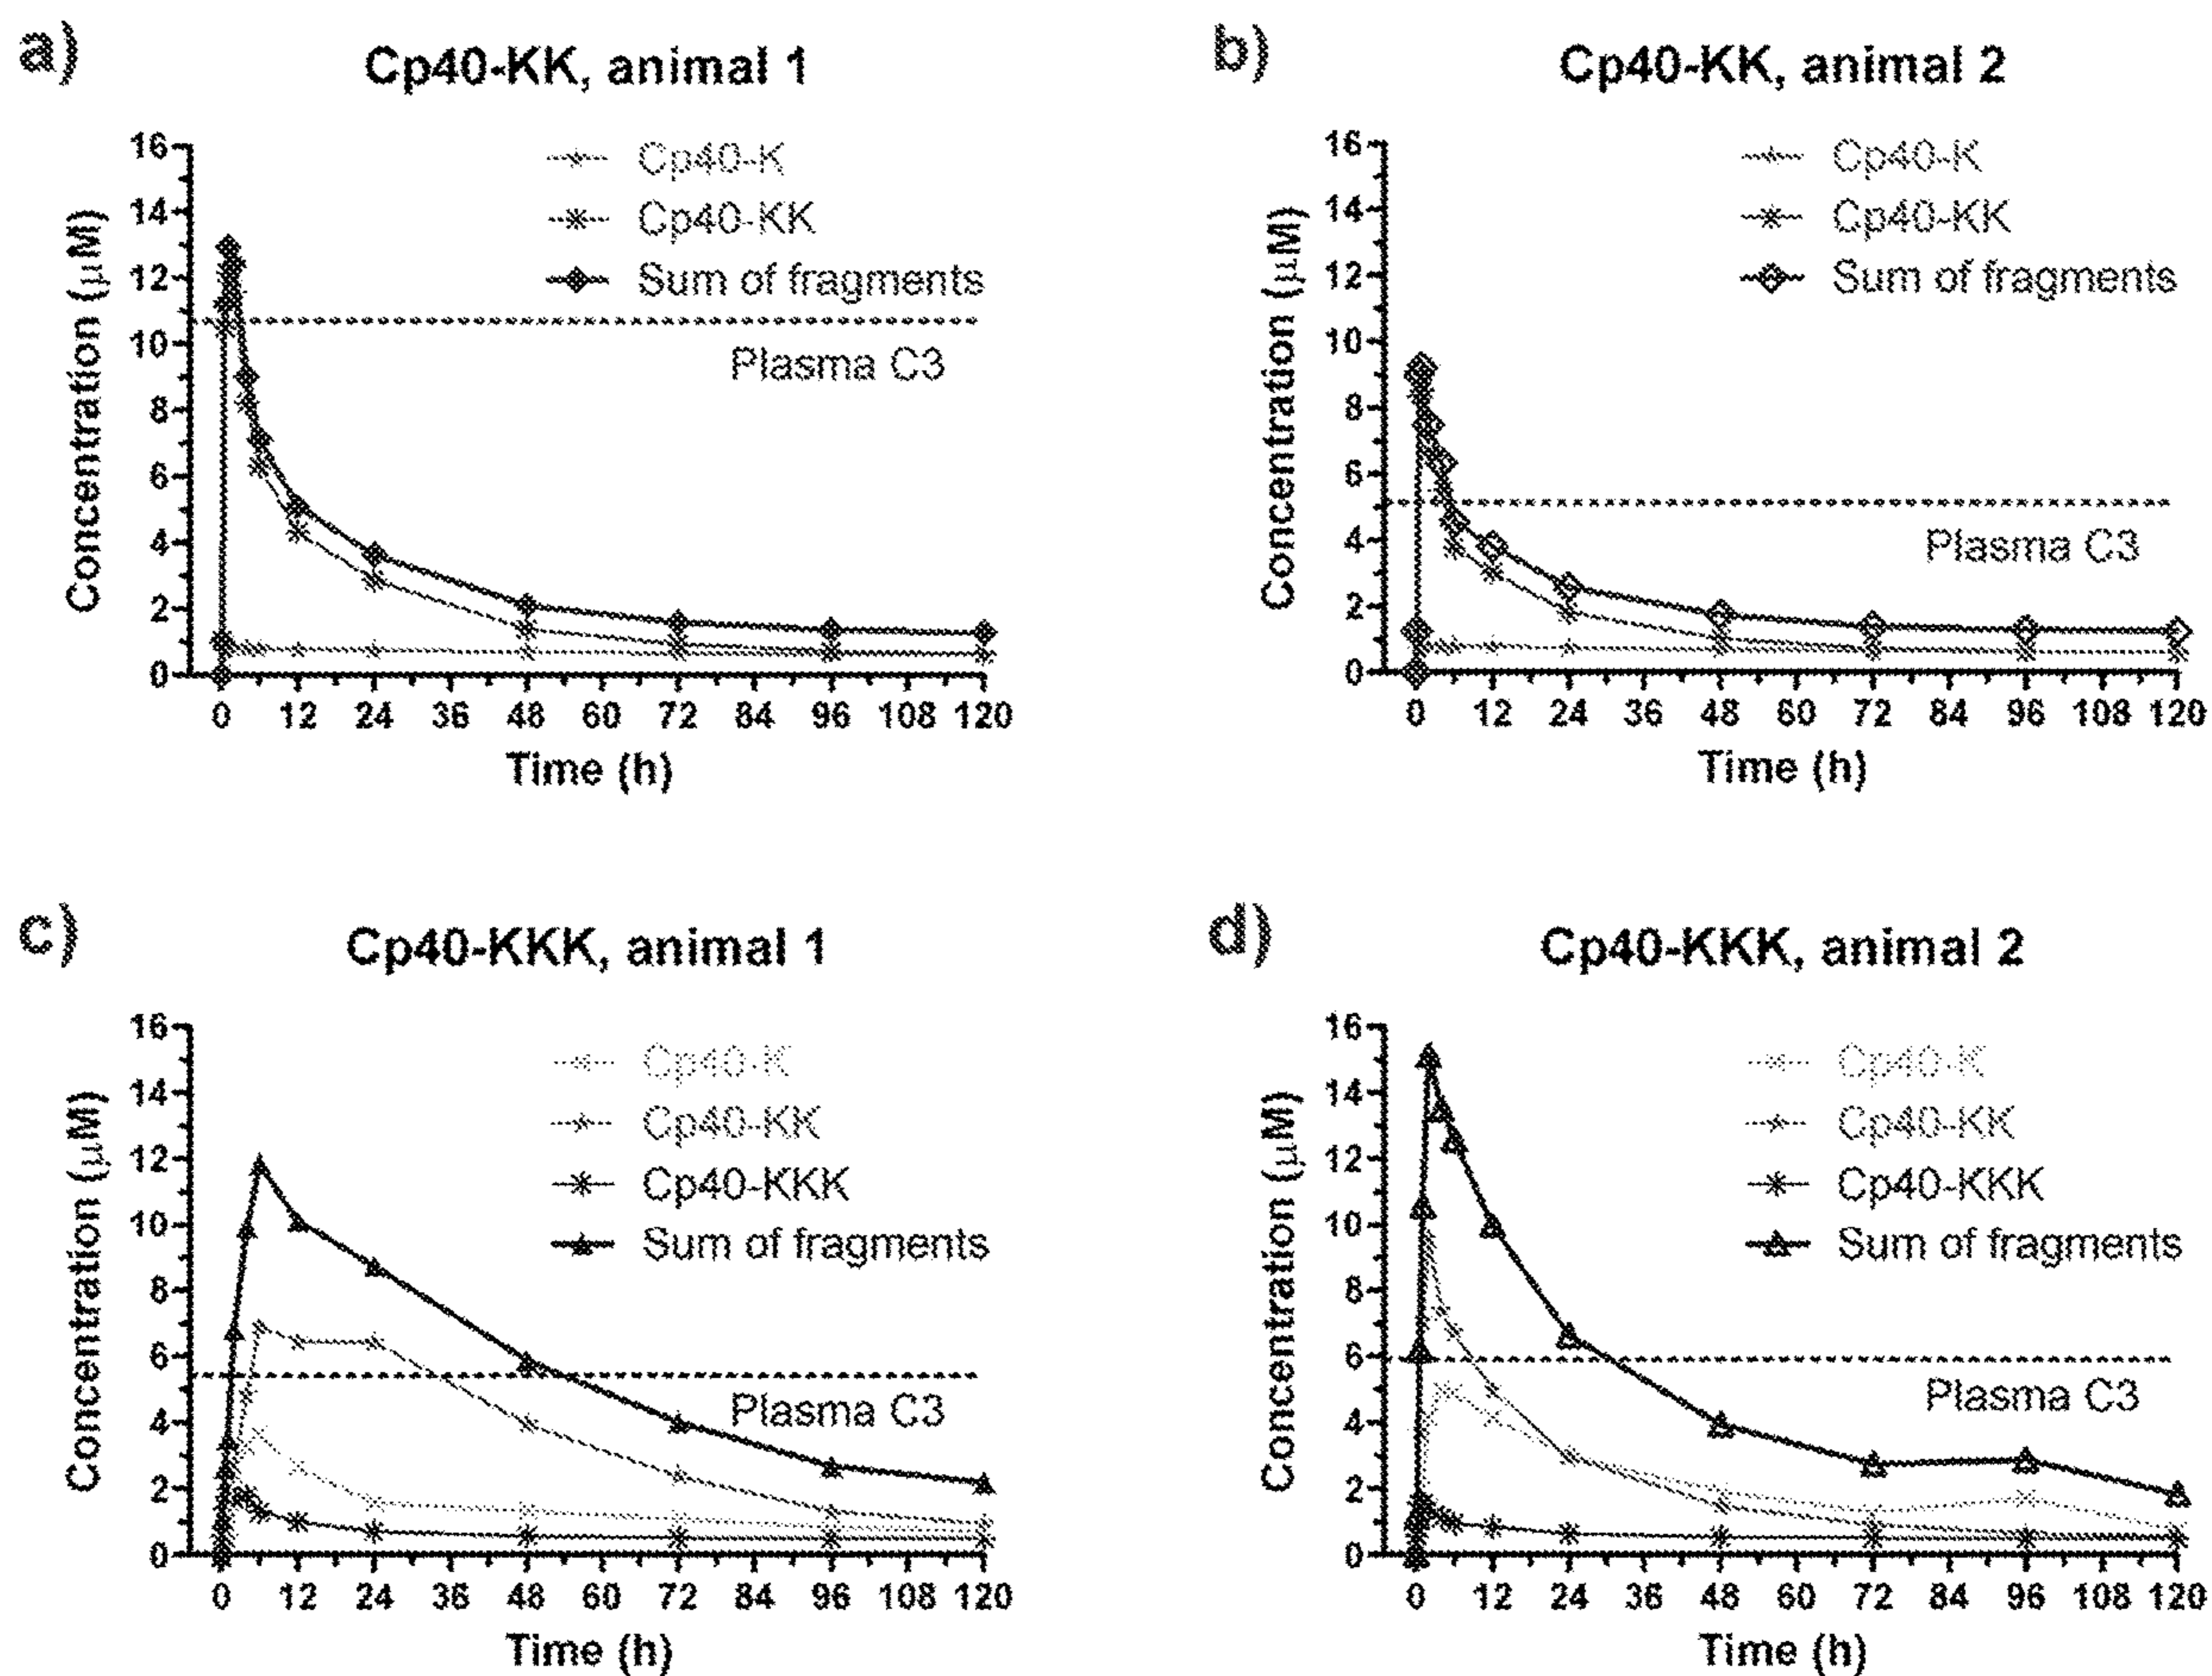 a)
Cp40-KK, animal 1
Cp40-K
Cp40-KK
Sum of fragments
Plasma C3
Concentration (μM)
16
14
12
10
8
6
4
2
0
0 12 24 36 48 60 72 84 96 108 120
Time (h)
b)
Cp40-KK, animal 2
Cp40-K
Cp40-KK
Sum of fragments
Plasma C3
Concentration (μM)
16
14
12
10
8
6
4
2
0
0 12 24 36 48 60 72 84 96 108 120
Time (h)
c)
Cp40-KKK, animal 1
Cp40-K
Cp40-KK
Cp40-KKK
Sum of fragments
Plasma C3
Concentration (μM)
16
14
12
10
8
6
4
2
0
0 12 24 36 48 60 72 84 96 108 120
Time (h)
d)
Cp40-KKK, animal 2
Cp40-K
Cp40-KK
Cp40-KKK
Sum of fragments
Plasma C3
Concentration (μM)
16
14
12
10
8
6
4
2
0
0 12 24 36 48 60 72 84 96 108 120
Time (h)